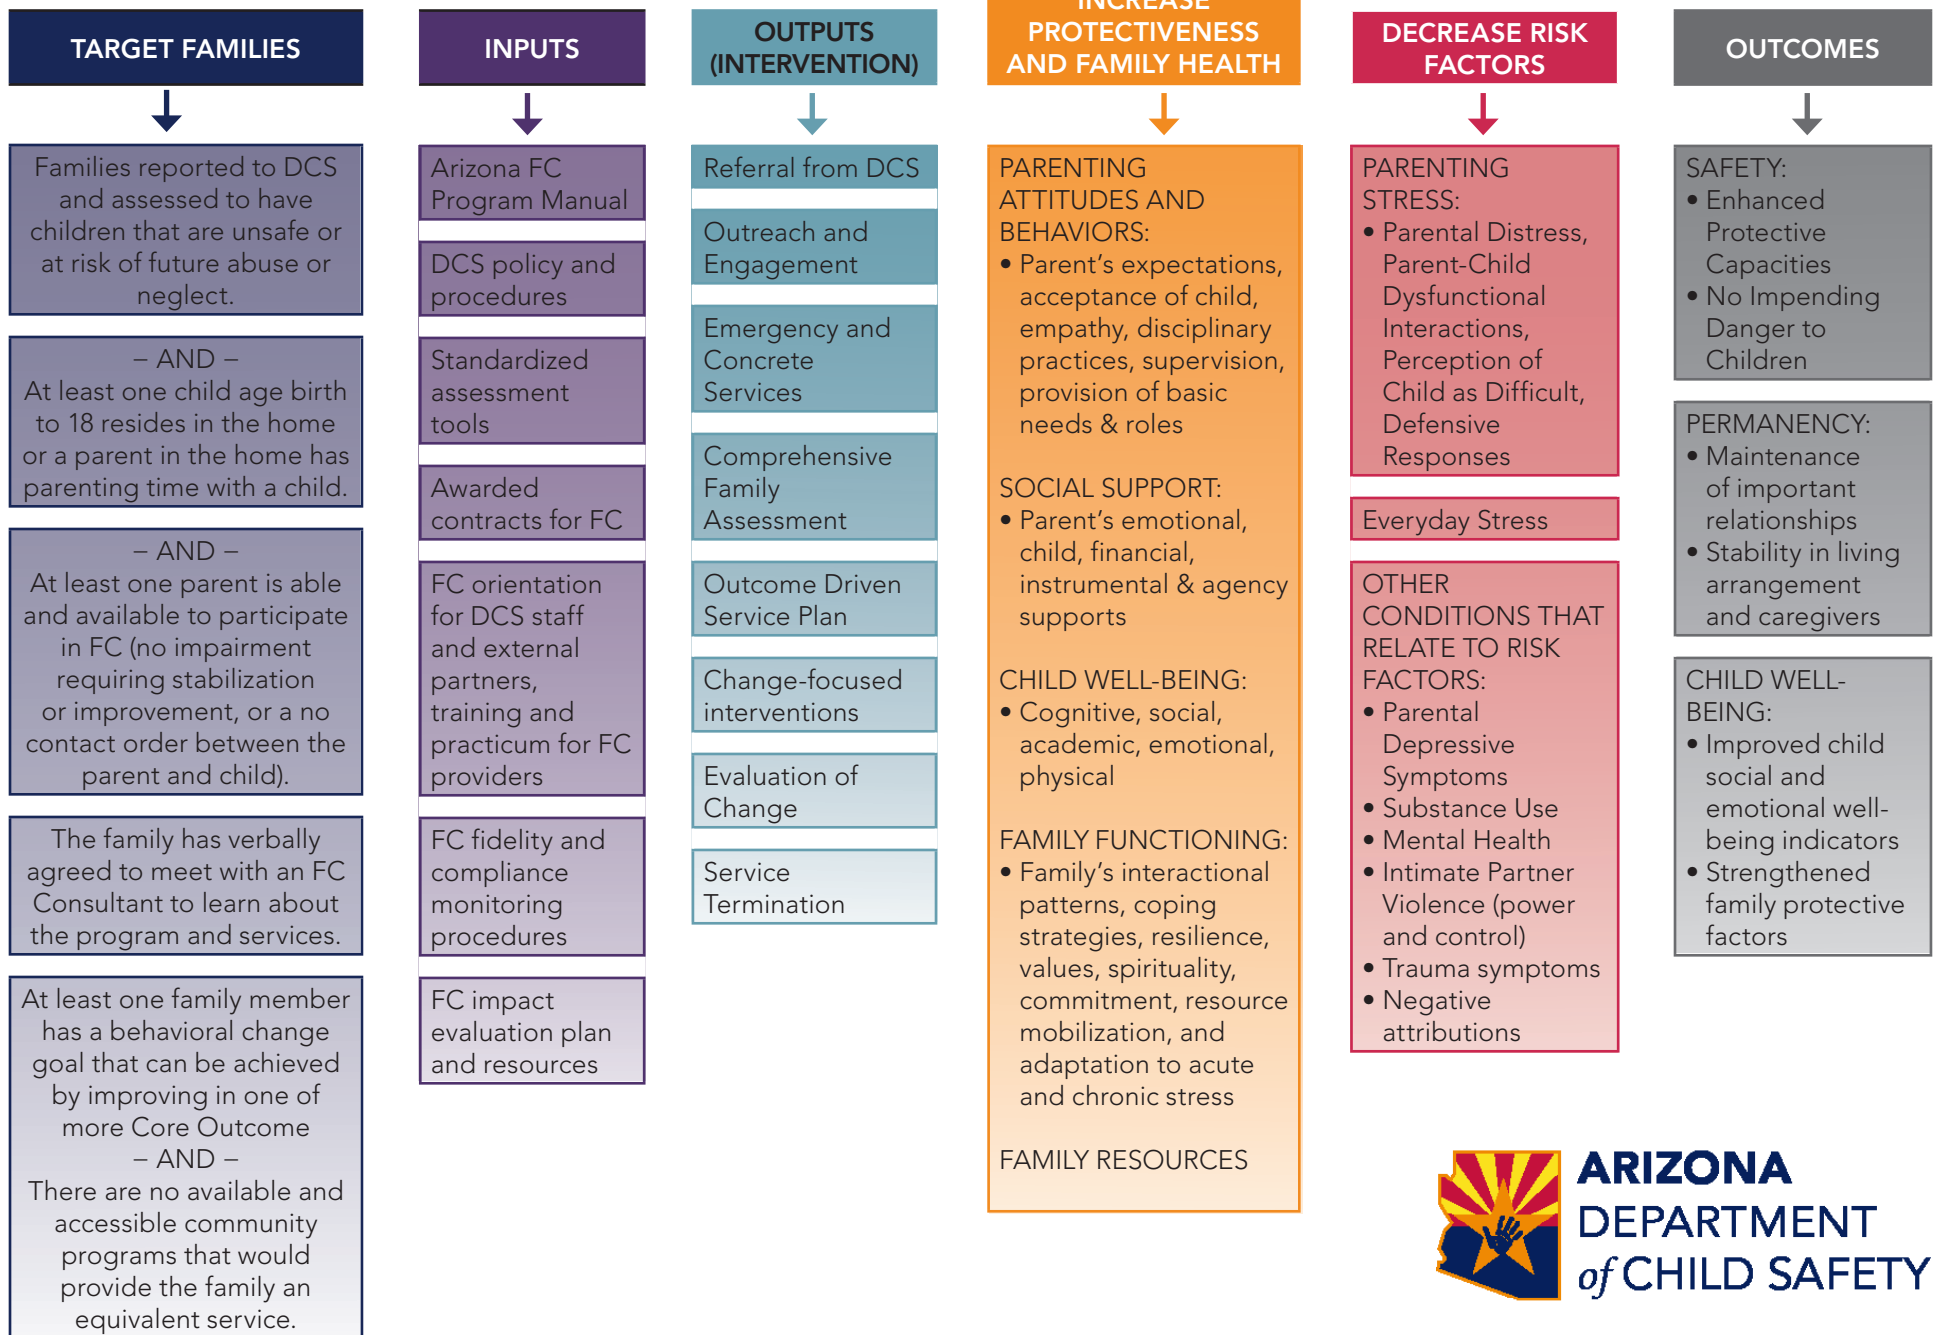 TARGET FAMILIES
Families reported to DCS
and assessed to have
children that are unsafe or
at risk of future abuse or
neglect.
– AND –
At least one child age birth
to 18 resides in the home
or a parent in the home has
parenting time with a child.
– AND –
At least one parent is able
and available to participate
in FC (no impairment
requiring stabilization
or improvement, or a no
contact order between the
parent and child).
The family has verbally
agreed to meet with an FC
Consultant to learn about
the program and services.
At least one family member
has a behavioral change
goal that can be achieved
by improving in one of
more Core Outcome
– AND –
There are no available and
accessible community
programs that would
provide the family an
equivalent service.
INPUTS
Arizona FC
Program Manual
DCS policy and
procedures
Standardized
assessment
tools
Awarded
contracts for FC
FC orientation
for DCS staff
and external
partners,
training and
practicum for FC
providers
FC fidelity and
compliance
monitoring
procedures
FC impact
evaluation plan
and resources
OUTPUTS
(INTERVENTION)
Referral from DCS
Outreach and
Engagement
Emergency and
Concrete
Services
Comprehensive
Family
Assessment
Outcome Driven
Service Plan
Change-focused
interventions
Evaluation of
Change
Service
Termination
INCREASE
PROTECTIVENESS
AND FAMILY HEALTH
PARENTING
ATTITUDES AND
BEHAVIORS:
• Parent's expectations,
acceptance of child,
empathy, disciplinary
practices, supervision,
provision of basic
needs & roles
SOCIAL SUPPORT:
• Parent's emotional,
child, financial,
instrumental & agency
supports
CHILD WELL-BEING:
• Cognitive, social,
academic, emotional,
physical
FAMILY FUNCTIONING:
• Family's interactional
patterns, coping
strategies, resilience,
values, spirituality,
commitment, resource
mobilization, and
adaptation to acute
and chronic stress
FAMILY RESOURCES
DECREASE RISK
FACTORS
PARENTING
STRESS:
• Parental Distress,
Parent-Child
Dysfunctional
Interactions,
Perception of
Child as Difficult,
Defensive
Responses
Everyday Stress
OTHER
CONDITIONS THAT
RELATE TO RISK
FACTORS:
• Parental
Depressive
Symptoms
• Substance Use
• Mental Health
• Intimate Partner
Violence (power
and control)
• Trauma symptoms
• Negative
attributions
OUTCOMES
SAFETY:
• Enhanced
Protective
Capacities
• No Impending
Danger to
Children
PERMANENCY:
• Maintenance
of important
relationships
• Stability in living
arrangement
and caregivers
CHILD WELL-
BEING:
• Improved child
social and
emotional well-
being indicators
• Strengthened
family protective
factors
ARIZONA
DEPARTMENT
of CHILD SAFETY